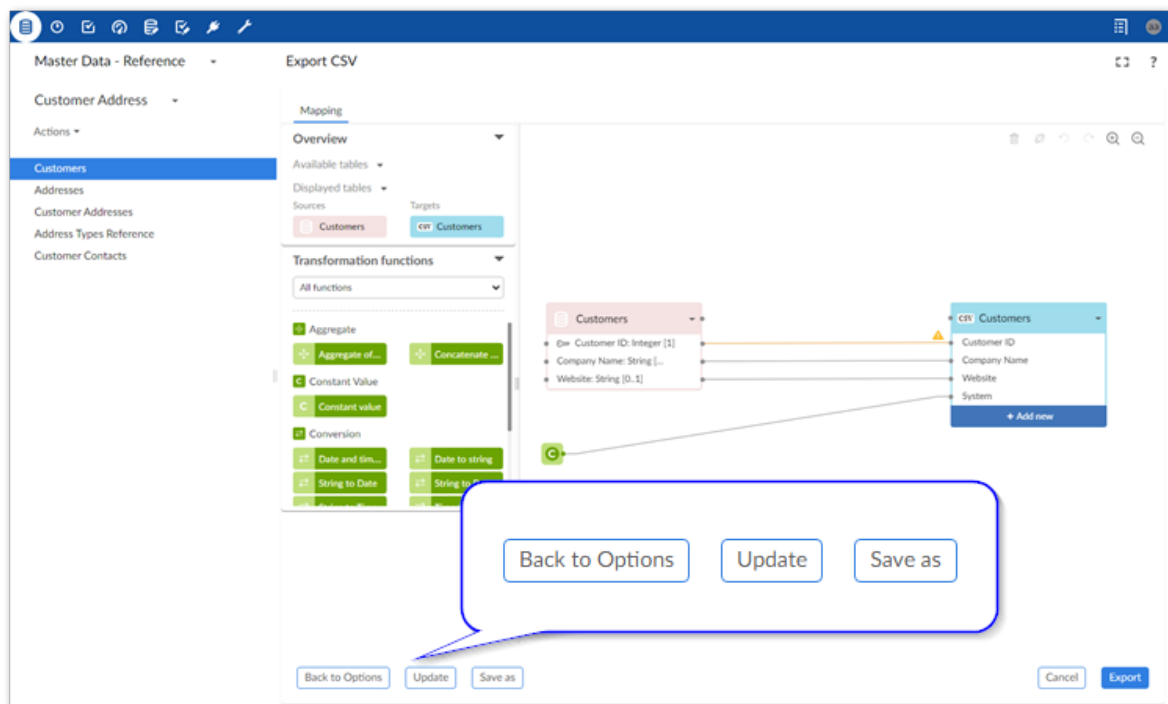 Master Data - Reference
Export CSV
?
Customer Address
Actions
Customers
Addresses
Customer Addresses
Address Types Reference
Customer Contacts
Mapping
Overview
Available tables
Displayed tables
Sources Targets
Customers
CSV Customers
Transformation functions
All functions
Aggregate
Aggregate of...
Concatenate ...
C Constant Value
C Constant value
Conversion
Date and tim...
Date to string
String to Date
Customers
Customer ID: Integer [1]
Company Name: String [...
Website: String [0..1]
C
CSV Customers
Customer ID
Company Name
Website
System
+ Add new
Back to Options Update Save as
Back to Options Update Save as
Cancel Export